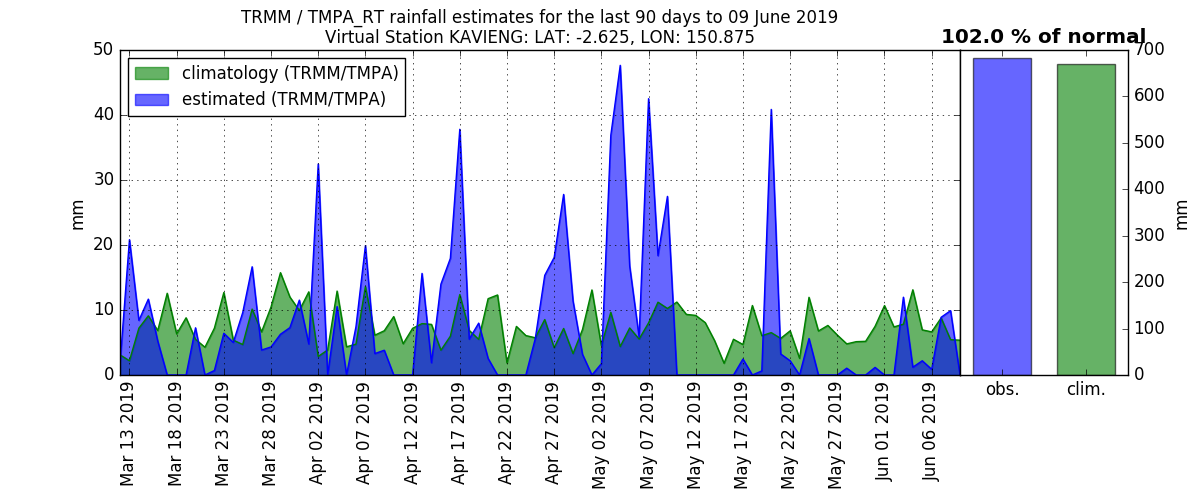 TRMM / TMPA_RT rainfall estimates for the last 90 days to 09 June 2019
Virtual Station KAVIENG: LAT: -2.625, LON: 150.875
102.0 % of normal
climatology (TRMM/TMPA)
estimated (TRMM/TMPA)
50
40
30
20
10
0
mm
Mar 13 2019
Mar 18 2019
Mar 23 2019
Mar 28 2019
Apr 02 2019
Apr 07 2019
Apr 12 2019
Apr 17 2019
Apr 22 2019
Apr 27 2019
May 02 2019
May 07 2019
May 12 2019
May 17 2019
May 22 2019
May 27 2019
Jun 01 2019
Jun 06 2019
obs.
clim.
700
600
500
400
300
200
100
0
mm